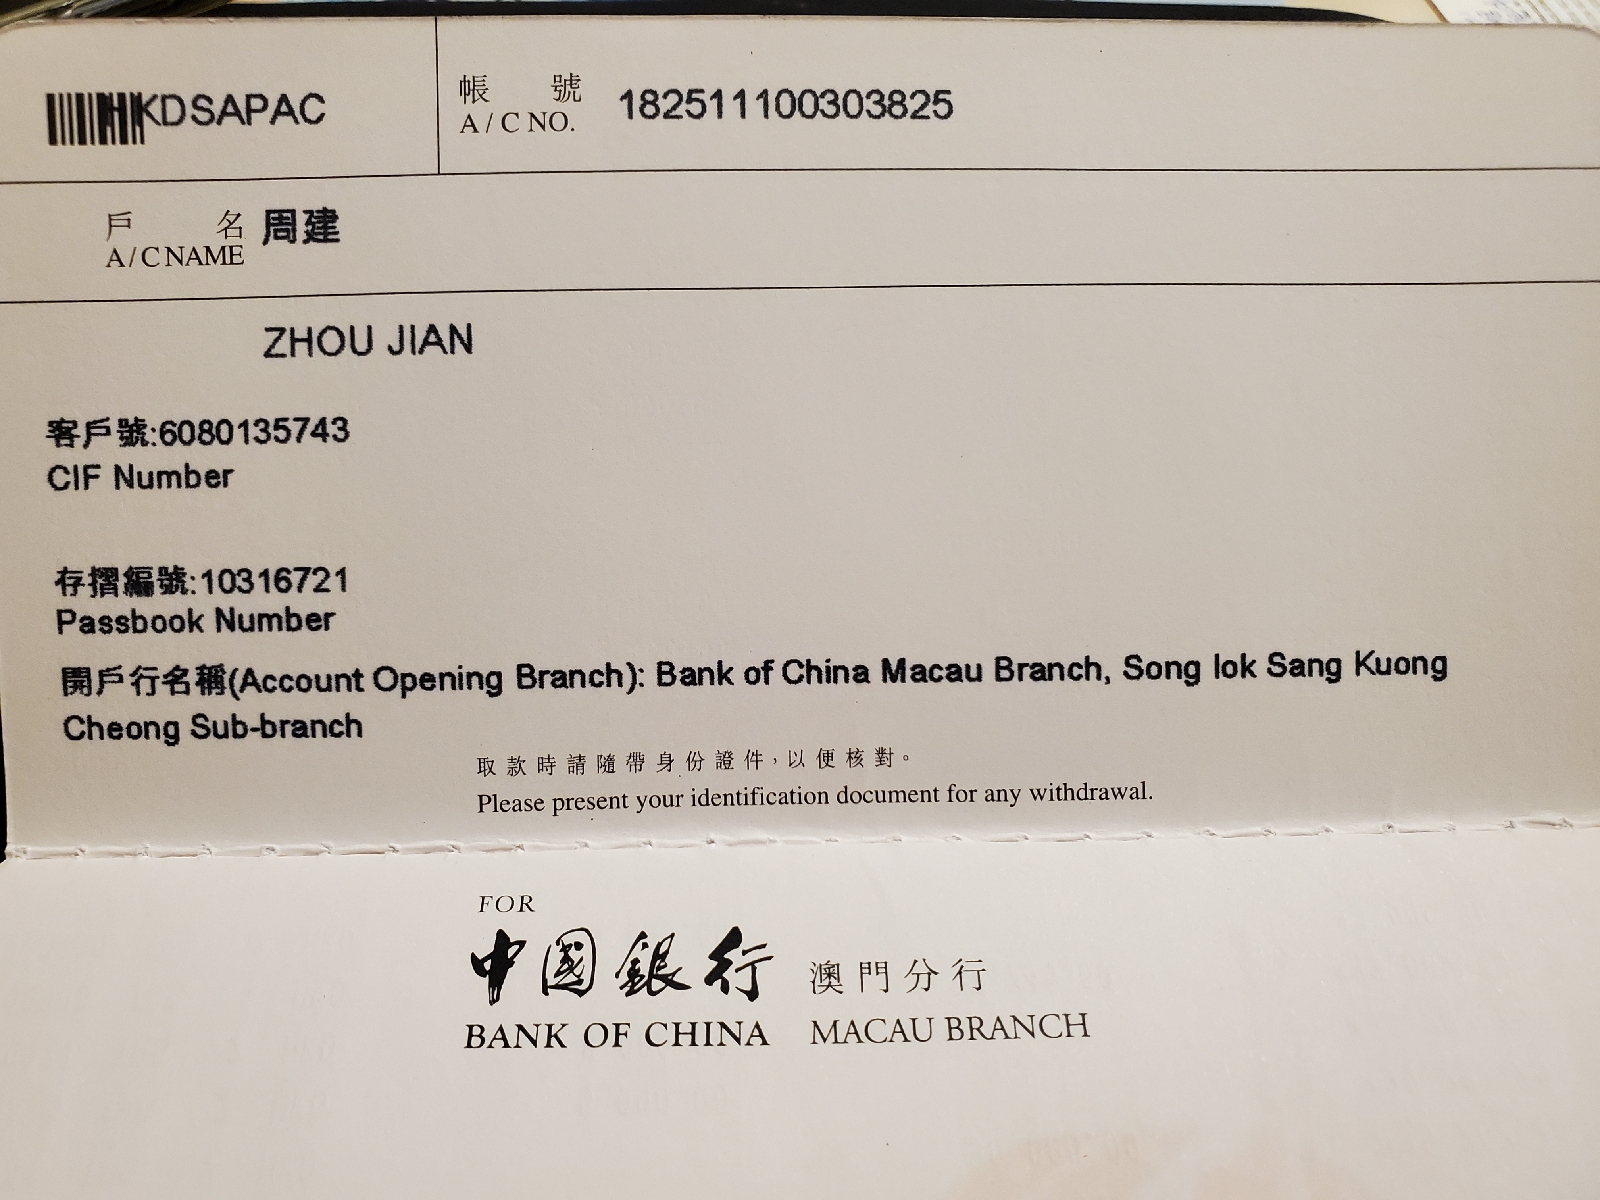 HKDSAPAC
帳 號 182511100303825
A/C NO.
戶 名 周建
A/C NAME
ZHOU JIAN
客戶號:6080135743
CIF Number
存摺編號:10316721
Passbook Number
開戶行名稱(Account Opening Branch): Bank of China Macau Branch, Song lok Sang Kuong
Cheong Sub-branch
取款時請隨帶身份證件，以便核對。
Please present your identification document for any withdrawal.
FOR
中國銀行 澳門分行
BANK OF CHINA MACAU BRANCH